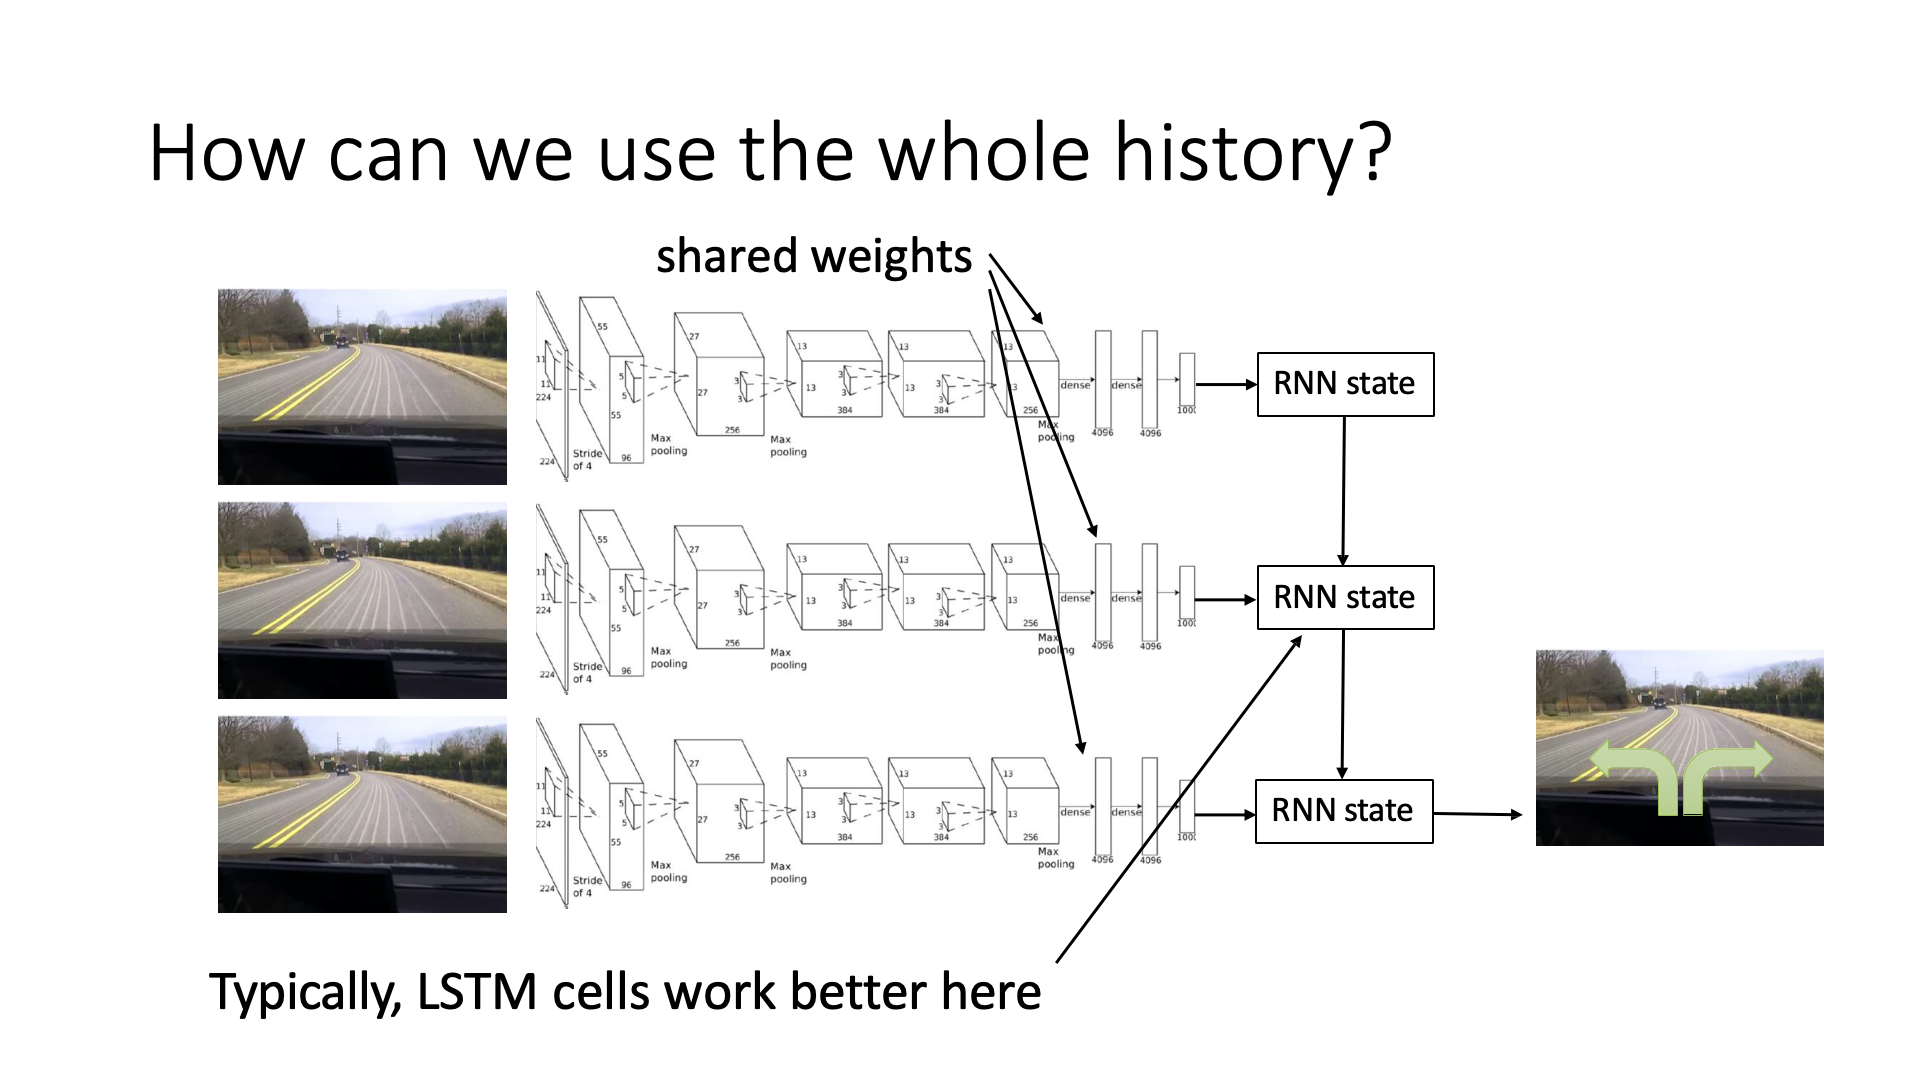 How can we use the whole history?
shared weights
55
27
13
13
13
11
5
3
3
3
11
5
27
3
13
3
13
3
13
dense
dense
224
55
384
384
256
1000
256
Max
pooling
4096
4096
Max
pooling
Max
pooling
Stride
of 4
224
96
3
RNN state
55
27
13
13
13
11
5
3
3
3
11
5
27
3
13
3
13
3
13
dense
dense
224
55
384
384
256
1000
256
Max
pooling
4096
4096
Max
pooling
Max
pooling
Stride
of 4
224
96
3
RNN state
55
27
13
13
13
11
5
3
3
3
11
5
27
3
13
3
13
3
13
dense
dense
224
55
384
384
256
1000
256
Max
pooling
4096
4096
Max
pooling
Max
pooling
Stride
of 4
224
96
3
RNN state
Typically, LSTM cells work better here